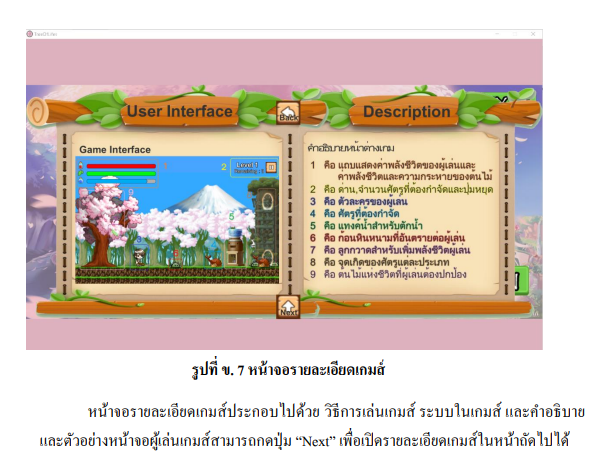 User Interface
Back
Description
Game Interface
คำอธิบายหน้าต่างเกม
1 คือ แถบแสดงค่าพลังชีวิตของผู้เล่นและ
ค่าพลังชีวิตและความกระหายของต้นไม้
2 คือ ด่าน,จำนวนศัตรูที่ต้องกำจัดและปุ่มหยุด
3 คือ ตัวละครของผู้เล่น
4 คือ ศัตรูที่ต้องกำจัด
5 คือ แทงค์น้ำสำหรับตักน้ำ
6 คือ ก้อนหินหนามที่อันตรายต่อผู้เล่น
7 คือ ลูกกวาดสำหรับเพิ่มพลังชีวิตผู้เล่น
8 คือ จุดเกิดของศัตรูแต่ละประเภท
9 คือ ต้นไม้แห่งชีวิตที่ผู้เล่นต้องปกป้อง
Next
รูปที่ ข. 7 หน้าจอรายละเอียดเกมส์
หน้าจอรายละเอียดเกมส์ประกอบไปด้วย วิธีการเล่นเกมส์ ระบบในเกมส์ และคำอธิบาย
และตัวอย่างหน้าจอผู้เล่นเกมส์สามารถกดปุ่ม “Next” เพื่อเปิดรายละเอียดเกมส์ในหน้าถัดไปได้